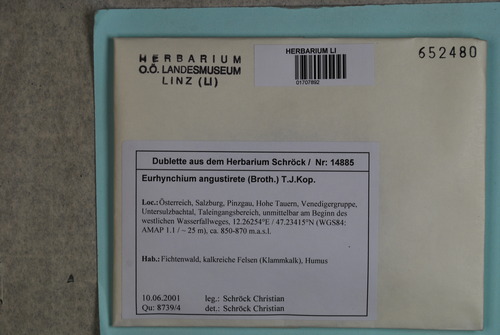 HERBARIUM
O.Ö. LANDESMUSEUM
LINZ (LI)
HERBARIUM LI
01707892
652480
Dublette aus dem Herbarium Schröck / Nr: 14885
Eurhynchium angustirete (Broth.) T.J.Kop.
Loc.: Österreich, Salzburg, Pinzgau, Hohe Tauern, Venedigergruppe,
Untersulzbachtal, Taleingangsbereich, unmittelbar am Beginn des
westlichen Wasserfallweges, 12.26254°E / 47.23415°N (WGS84:
AMAP 1.1 / ~ 25 m), ca. 850-870 m.a.s.l.
Hab.: Fichtenwald, kalkreiche Felsen (Klammkalk), Humus
10.06.2001 leg.: Schröck Christian
Qu: 8739/4 det.: Schröck Christian